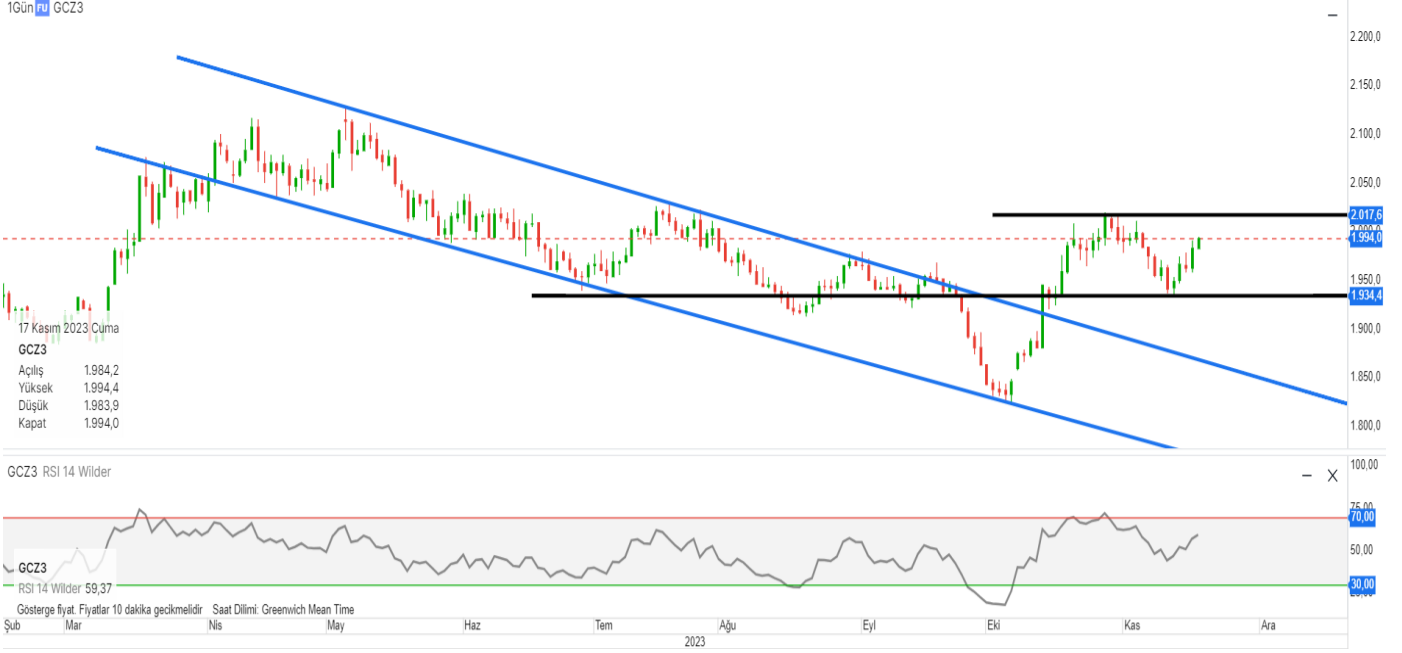 1Gün FU GCZ3
2.200,0
2.150,0
2.100,0
2.050,0
2.017,6
1.994,0
1.950,0
1.934,4
1.900,0
1.850,0
1.800,0
17 Kasım 2023 Cuma
GCZ3
Açılış 1.984,2
Yüksek 1.994,4
Düşük 1.983,9
Kapat 1.994,0
GCZ3 RSI 14 Wilder
100,00
75,00
70,00
50,00
30,00
GCZ3
RSI 14 Wilder 59,37
Gösterge fiyat. Fiyatlar 10 dakika gecikmelidir Saat Dilimi: Greenwich Mean Time
Şub Mar Nis May Haz Tem Ağu Eyl Eki Kas Ara
2023